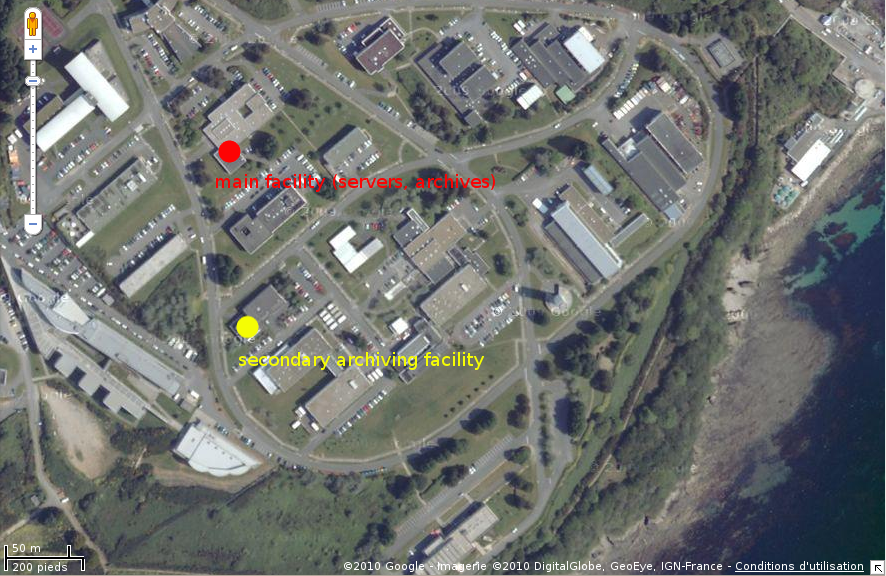 main facility (servers, archives)
secondary archiving facility
50 m
200 pieds
©2010 Google - Imagerie ©2010 DigitalGlobe, GeoEye, IGN-France - Conditions d'utilisation